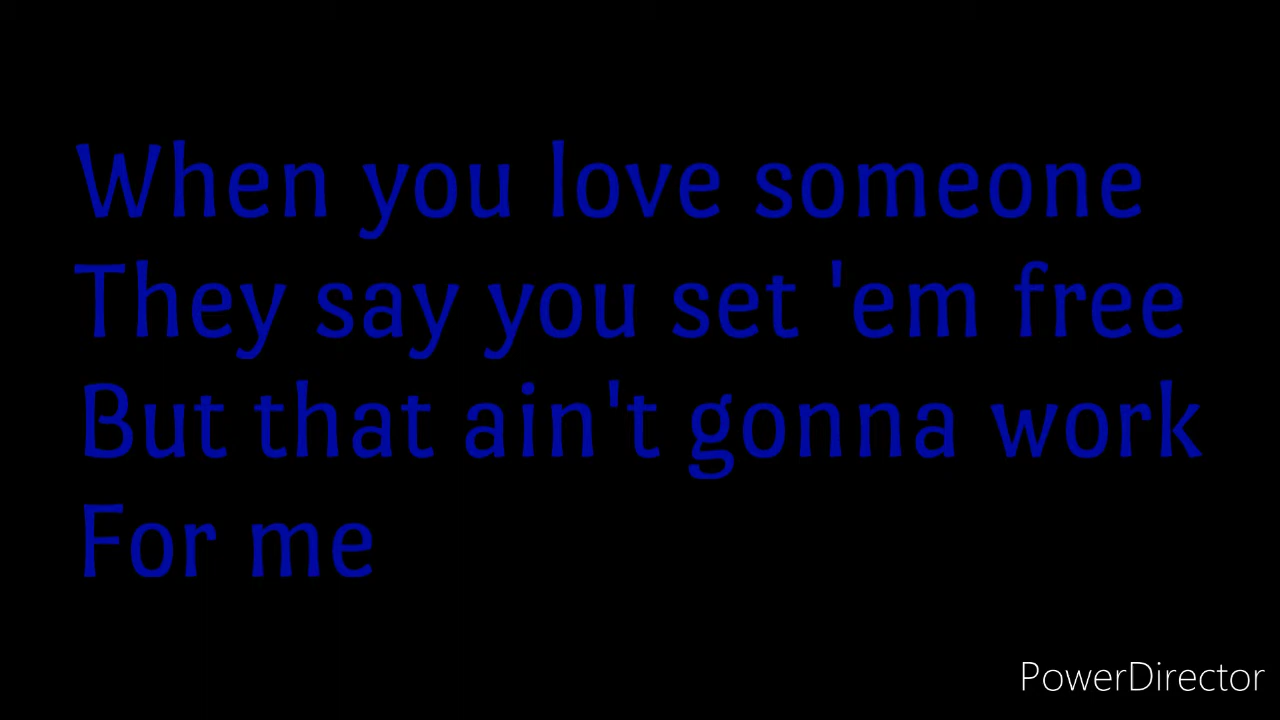 When you love someone
They say you set 'em free
But that ain't gonna work
For me
PowerDirector